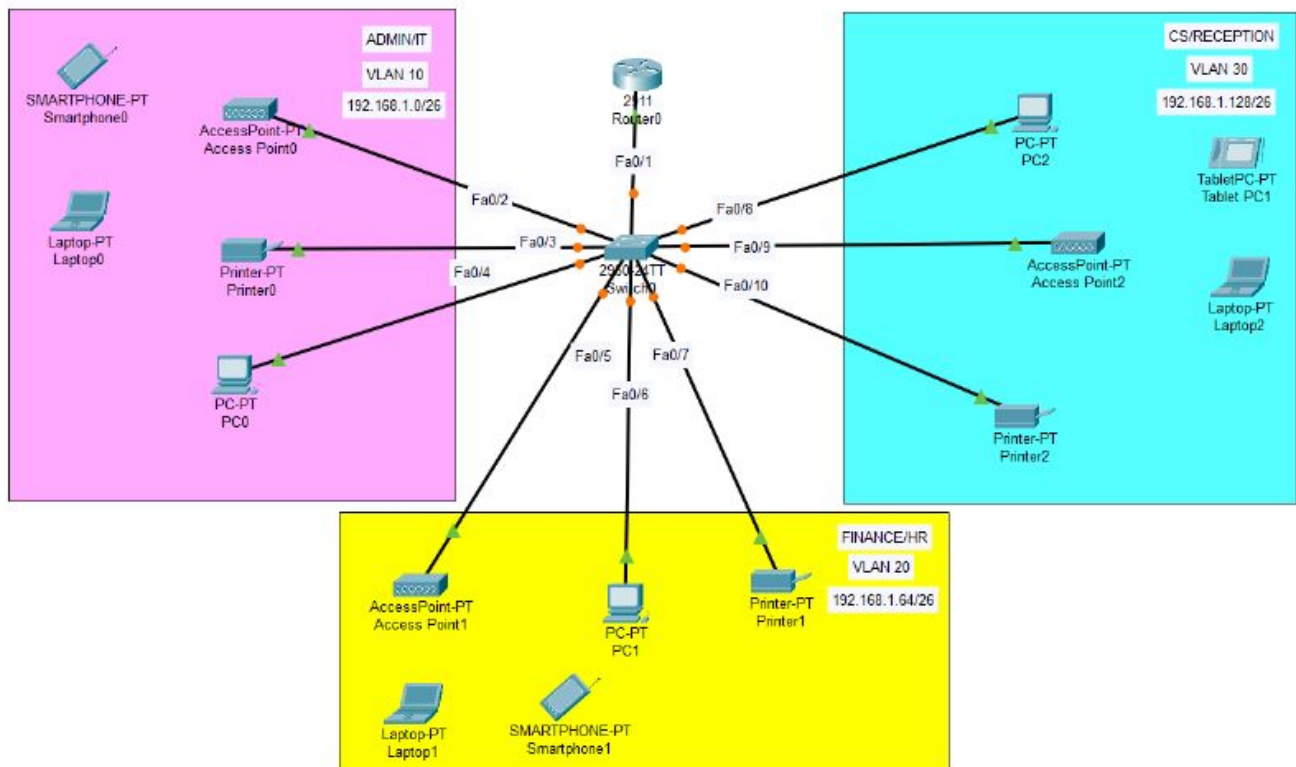 ADMIN/IT
VLAN 10
192.168.1.0/26
SMARTPHONE-PT
Smartphone0
AccessPoint-PT
Access Point0
Laptop-PT
Laptop0
Printer-PT
Printer0
PC-PT
PC0
2911
Router0
Fa0/1
Fa0/2
Fa0/3
Fa0/4
Switch0
Fa0/5
Fa0/6
Fa0/7
Fa0/8
Fa0/9
Fa0/10
CS/RECEPTION
VLAN 30
192.168.1.128/26
PC-PT
PC2
TabletPC-PT
Tablet PC1
AccessPoint-PT
Access Point2
Laptop-PT
Laptop2
Printer-PT
Printer2
FINANCE/HR
VLAN 20
192.168.1.64/26
AccessPoint-PT
Access Point1
PC-PT
PC1
Printer-PT
Printer1
Laptop-PT
Laptop1
SMARTPHONE-PT
Smartphone1